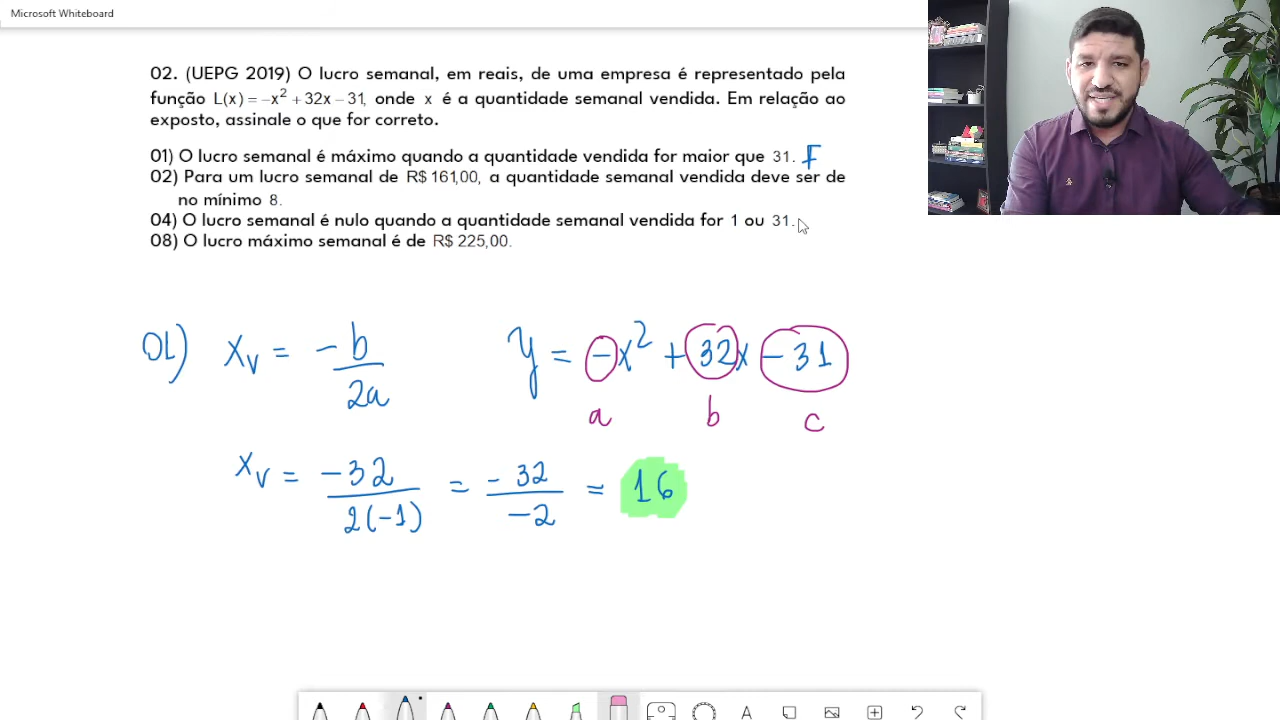 Microsoft Whiteboard
02. (UEPG 2019) O lucro semanal, em reais, de uma empresa é representado pela
função L(x) = −x² + 32x − 31, onde x é a quantidade semanal vendida. Em relação ao
exposto, assinale o que for correto.
01) O lucro semanal é máximo quando a quantidade vendida for maior que 31. F
02) Para um lucro semanal de R$ 161,00, a quantidade semanal vendida deve ser de
no mínimo 8.
04) O lucro semanal é nulo quando a quantidade semanal vendida for 1 ou 31.
08) O lucro máximo semanal é de R$ 225,00.
01) xᵥ = -b/2a y = -x² + 32x - 31
a b c
xᵥ = -32/2(-1) = -32/-2 = 16
A